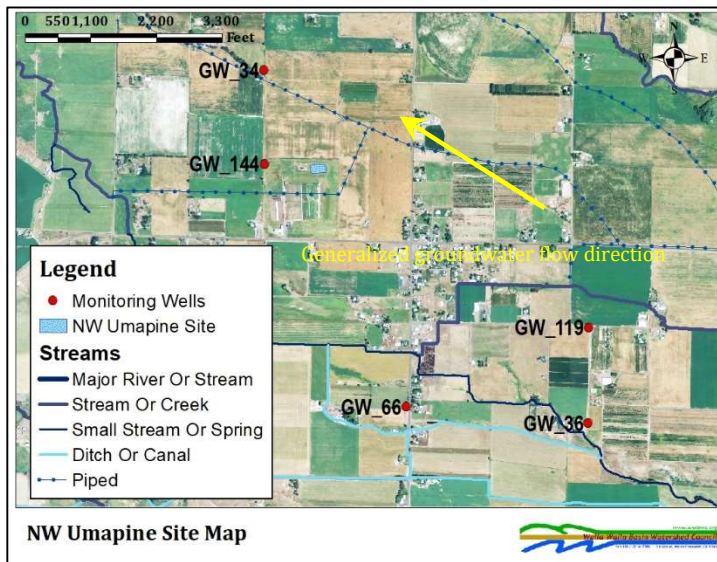 0 550 1,100 2,200 3,300
Feet
N
W E
S
GW_34
GW_144
Generalized groundwater flow direction
GW_119
GW_66
GW_36
Legend
Monitoring Wells
NW Umapine Site
Streams
Major River Or Stream
Stream Or Creek
Small Stream Or Spring
Ditch Or Canal
Piped
NW Umapine Site Map
Walla Walla Basin Watershed Council